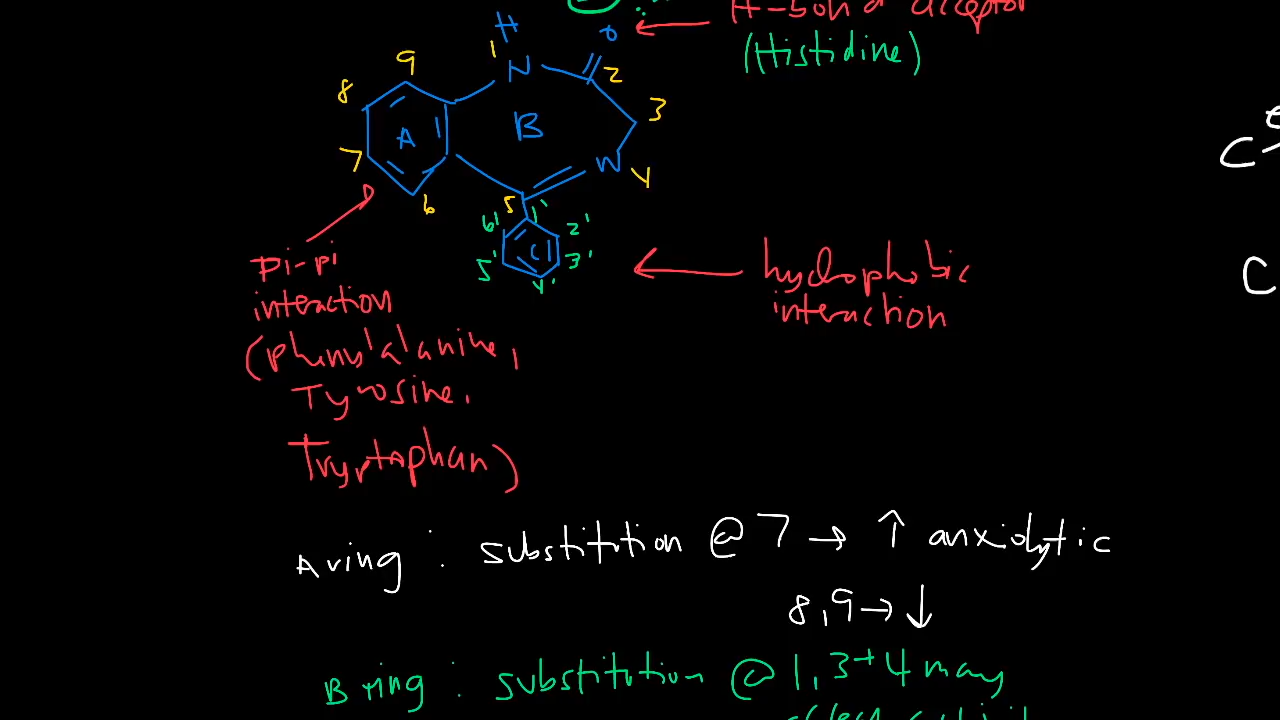 H-bond acceptor
(Histidine)
H
O
1
N
2
9
8
A
B
3
7
N
4
6
5
1'
6'
2'
C
5'
3'
4'
Pi-pi
interaction
(phenylalanine,
Tyrosine,
Tryptophan)
hydrophobic
interaction
C
C
A ring : substitution @ 7 → ↑ anxiolytic
8,9 → ↓
B ring : substitution @ 1, 3 + 4 may